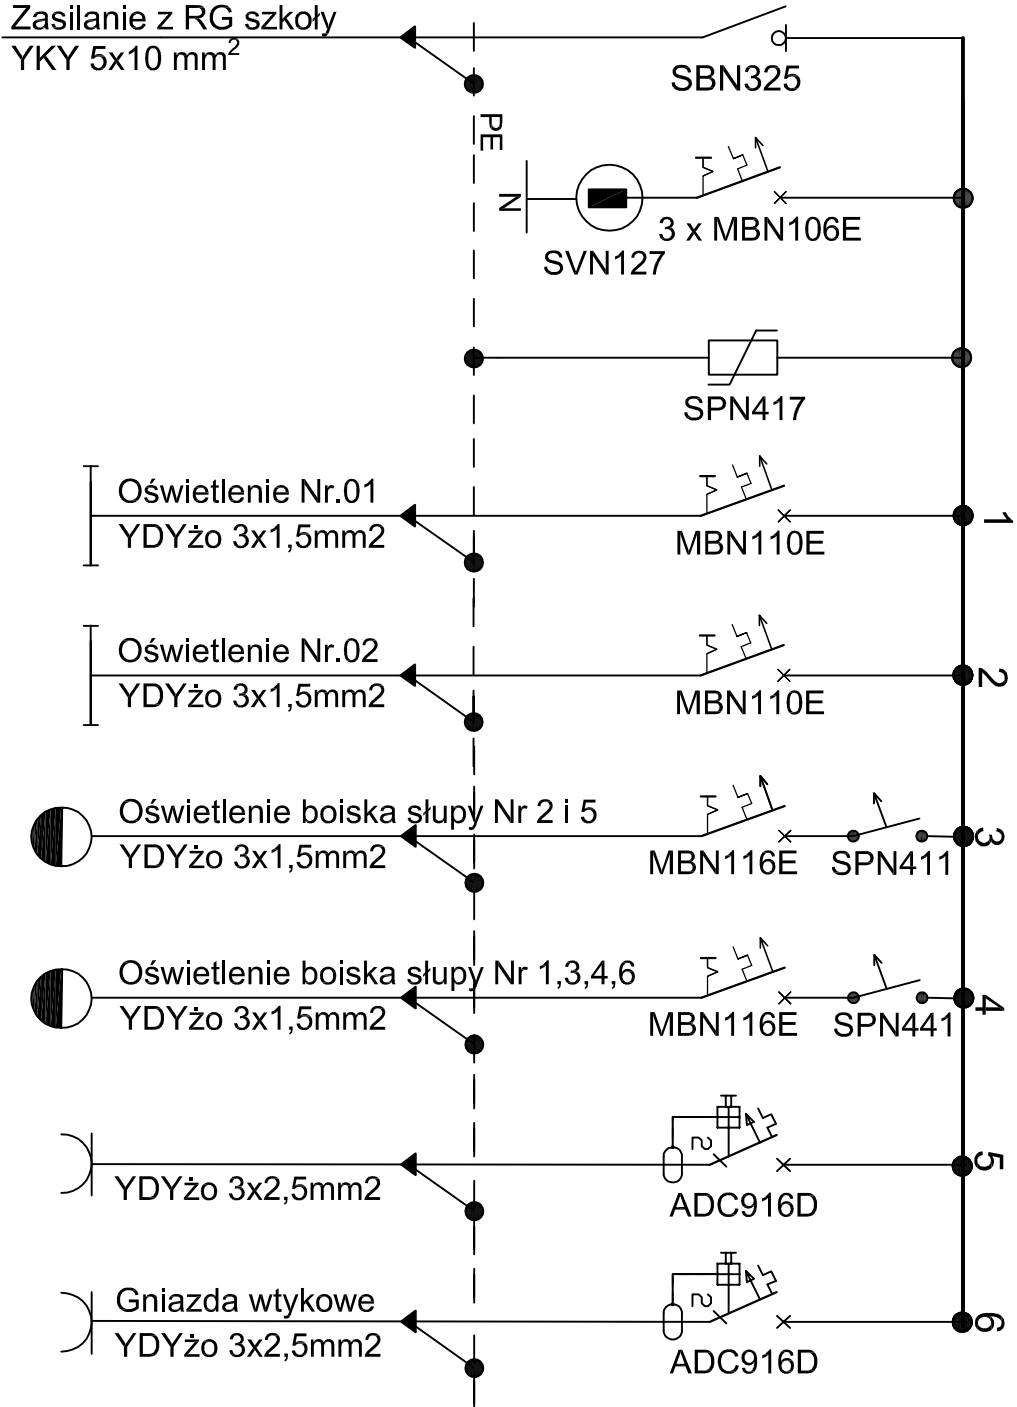 Zasilanie z RG szkoły
YKY 5x10 mm²
SBN325
PE
N
3 x MBN106E
SVN127
SPN417
Oświetlenie Nr.01
YDYżo 3x1,5mm2
MBN110E
1
Oświetlenie Nr.02
YDYżo 3x1,5mm2
MBN110E
2
Oświetlenie boiska słupy Nr 2 i 5
YDYżo 3x1,5mm2
MBN116E
SPN411
3
Oświetlenie boiska słupy Nr 1,3,4,6
YDYżo 3x1,5mm2
MBN116E
SPN441
4
2
YDYżo 3x2,5mm2
ADC916D
5
2
Gniazda wtykowe
YDYżo 3x2,5mm2
ADC916D
6